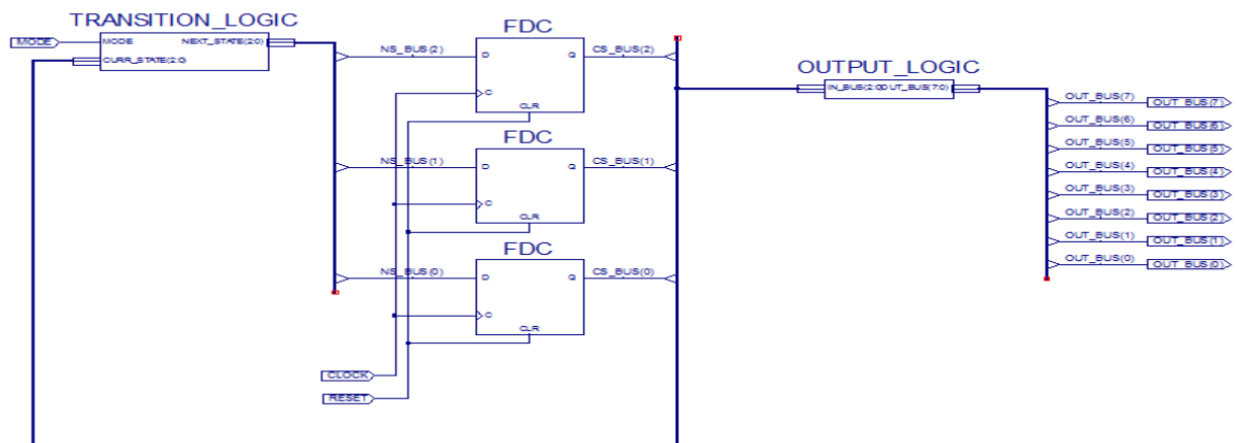 TRANSITION_LOGIC
MODE
MODE
NEXT_STATE(2:0)
CURR_STATE(2:0)
FDC
NS_BUS(2)
D
Q
C
CLR
CS_BUS(2)
FDC
NS_BUS(1)
D
Q
C
CLR
CS_BUS(1)
FDC
NS_BUS(0)
D
Q
C
CLR
CS_BUS(0)
CLOCK
RESET
OUTPUT_LOGIC
IN_BUS(2:0)
OUT_BUS(7:0)
OUT_BUS(7)
OUT_BUS(7)
OUT_BUS(6)
OUT_BUS(6)
OUT_BUS(5)
OUT_BUS(5)
OUT_BUS(4)
OUT_BUS(4)
OUT_BUS(3)
OUT_BUS(3)
OUT_BUS(2)
OUT_BUS(2)
OUT_BUS(1)
OUT_BUS(1)
OUT_BUS(0)
OUT_BUS(0)